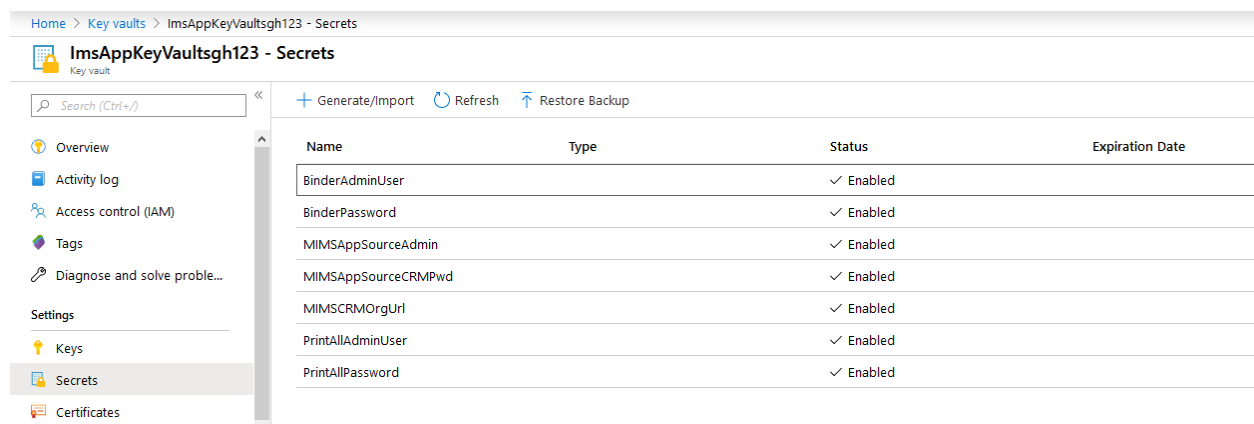 Home > Key vaults > ImsAppKeyVaultsgh123 - Secrets
ImsAppKeyVaultsgh123 - Secrets
Key vault
Search (Ctrl+/)
«
Generate/Import Refresh Restore Backup
Overview
Activity log
Access control (IAM)
Tags
Diagnose and solve proble...
Settings
Keys
Secrets
Certificates
Name Type Status Expiration Date
BinderAdminUser Enabled
BinderPassword Enabled
MIMSAppSourceAdmin Enabled
MIMSAppSourceCRMPwd Enabled
MIMSCRMOrgUrl Enabled
PrintAllAdminUser Enabled
PrintAllPassword Enabled